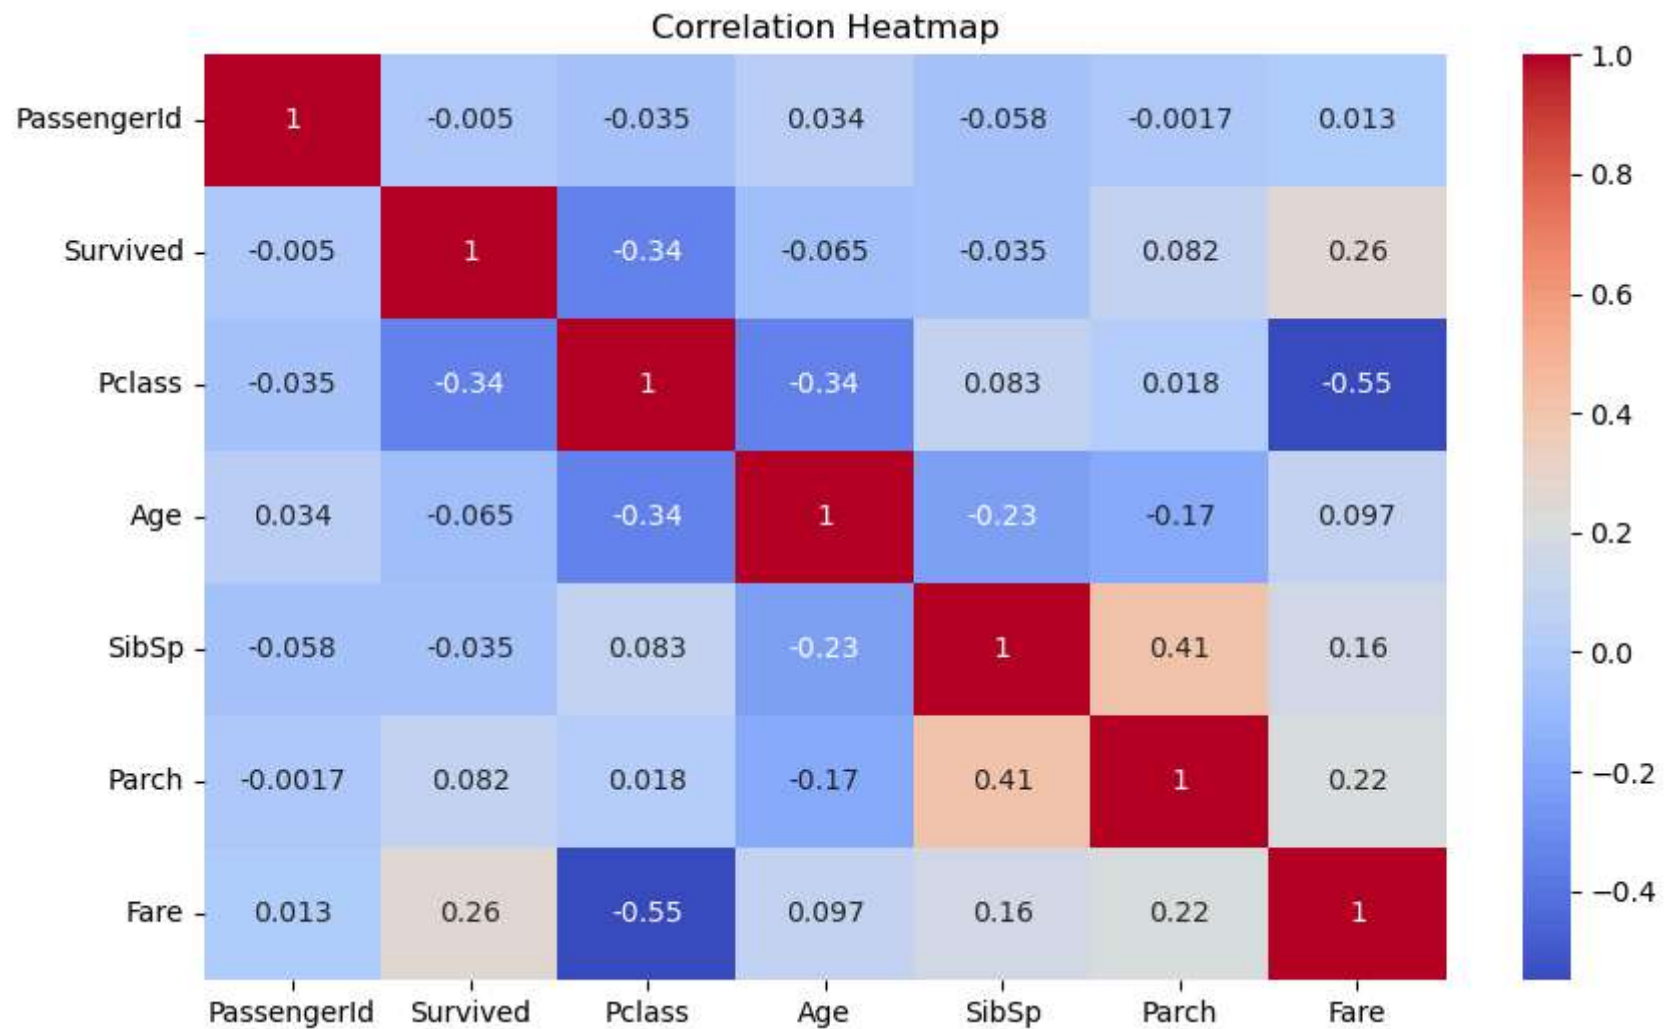 Correlation Heatmap
PassengerId 1 -0.005 -0.035 0.034 -0.058 -0.0017 0.013
Survived -0.005 1 -0.34 -0.065 -0.035 0.082 0.26
Pclass -0.035 -0.34 1 -0.34 0.083 0.018 -0.55
Age 0.034 -0.065 -0.34 1 -0.23 -0.17 0.097
SibSp -0.058 -0.035 0.083 -0.23 1 0.41 0.16
Parch -0.0017 0.082 0.018 -0.17 0.41 1 0.22
Fare 0.013 0.26 -0.55 0.097 0.16 0.22 1
PassengerId Survived Pclass Age SibSp Parch Fare
1.0
0.8
0.6
0.4
0.2
0.0
−0.2
−0.4